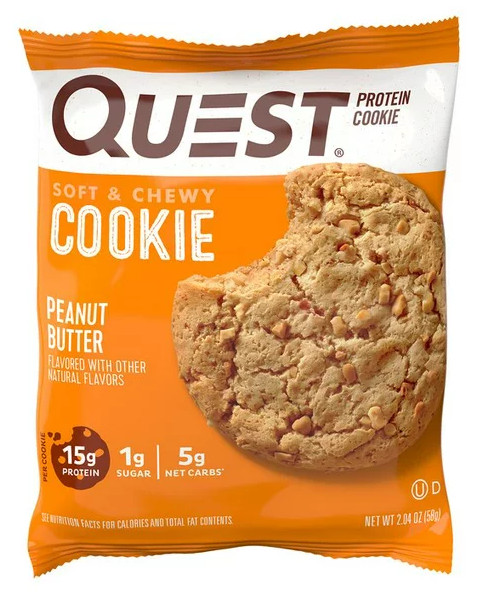 QUEST®
PROTEIN
COOKIE
SOFT & CHEWY
COOKIE
PEANUT
BUTTER
FLAVORED WITH OTHER
NATURAL FLAVORS
PER COOKIE
15g
PROTEIN
1g
SUGAR
5g
NET CARBS*
U D
SEE NUTRITION FACTS FOR CALORIES AND TOTAL FAT CONTENTS.
NET WT 2.04 OZ (58g)